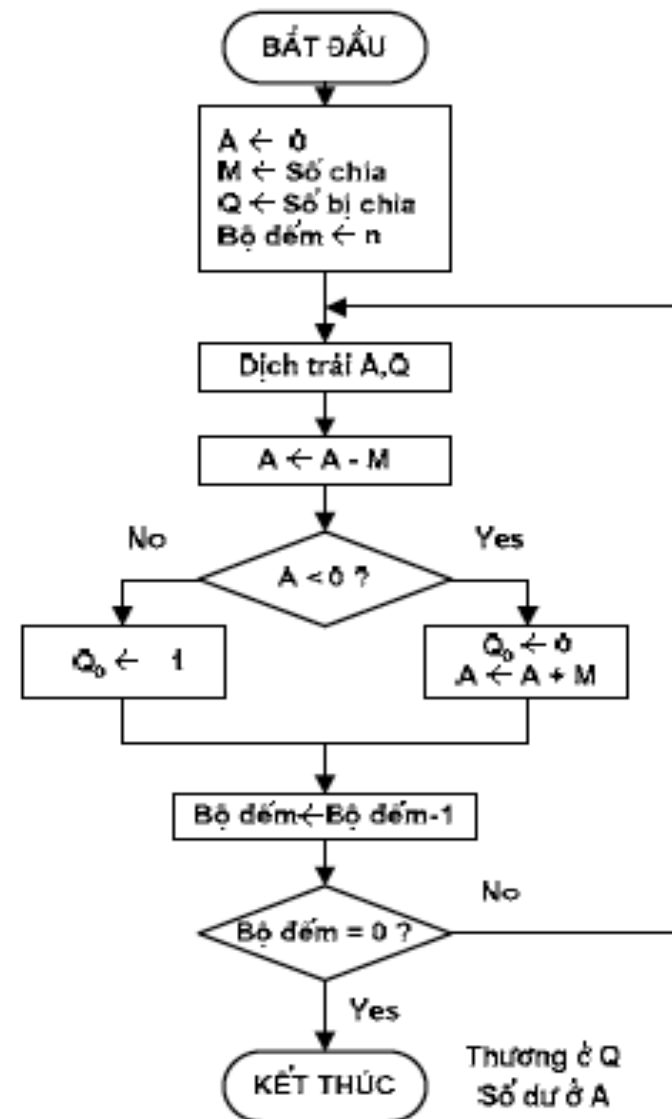 BẮT ĐẦU
A ← 0
M ← Số chia
Q ← Số bị chia
Bộ đếm ← n
Dịch trái A,Q
A ← A - M
No
Yes
A < 0 ?
Q₀ ← 1
Q₀ ← 0
A ← A + M
Bộ đếm←Bộ đếm-1
No
Bộ đếm = 0 ?
Yes
KẾT THÚC
Thương ở Q
Số dư ở A